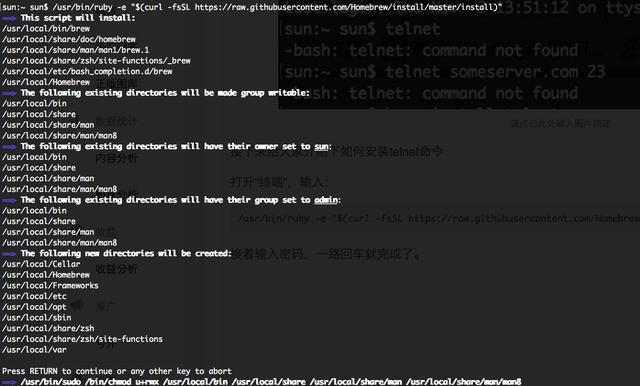 [sun:~ sun$ /usr/bin/ruby -e "$(curl -fsSL https://raw.githubusercontent.com/Homebrew/install/master/install)"
==> This script will install:
/usr/local/bin/brew
/usr/local/share/doc/homebrew
/usr/local/share/man/man1/brew.1
/usr/local/share/zsh/site-functions/_brew
/usr/local/etc/bash_completion.d/brew
/usr/local/Homebrew
==> The following existing directories will be made group writable:
/usr/local/bin
/usr/local/share
/usr/local/share/man
/usr/local/share/man/man8
==> The following existing directories will have their owner set to sun:
/usr/local/bin
/usr/local/share
/usr/local/share/man
/usr/local/share/man/man8
==> The following existing directories will have their group set to admin:
/usr/local/bin
/usr/local/share
/usr/local/share/man
/usr/local/share/man/man8
==> The following new directories will be created:
/usr/local/Cellar
/usr/local/Homebrew
/usr/local/Frameworks
/usr/local/etc
/usr/local/opt
/usr/local/sbin
/usr/local/share/zsh
/usr/local/share/zsh/site-functions
/usr/local/var
Press RETURN to continue or any other key to abort
==> /usr/bin/sudo /bin/chmod u+rwx /usr/local/bin /usr/local/share /usr/local/share/man /usr/local/share/man/man8
13:51:12 on ttys
[sun:~ sun$ telnet
-bash: telnet: command not found
[sun:~ sun$ telnet someserver.com 23
-bash: telnet: command not found
点击此处输入图片描述
接下来给大家介绍下如何安装telnet命令
打开"终端"，输入：
/usr/bin/ruby -e "$(curl -fsSL https://raw.githubusercontent.com/Homebrew
接着输入密码，一路回车就完成了。
正版图库
数据统计
内容分析
收益
收益分析
推广